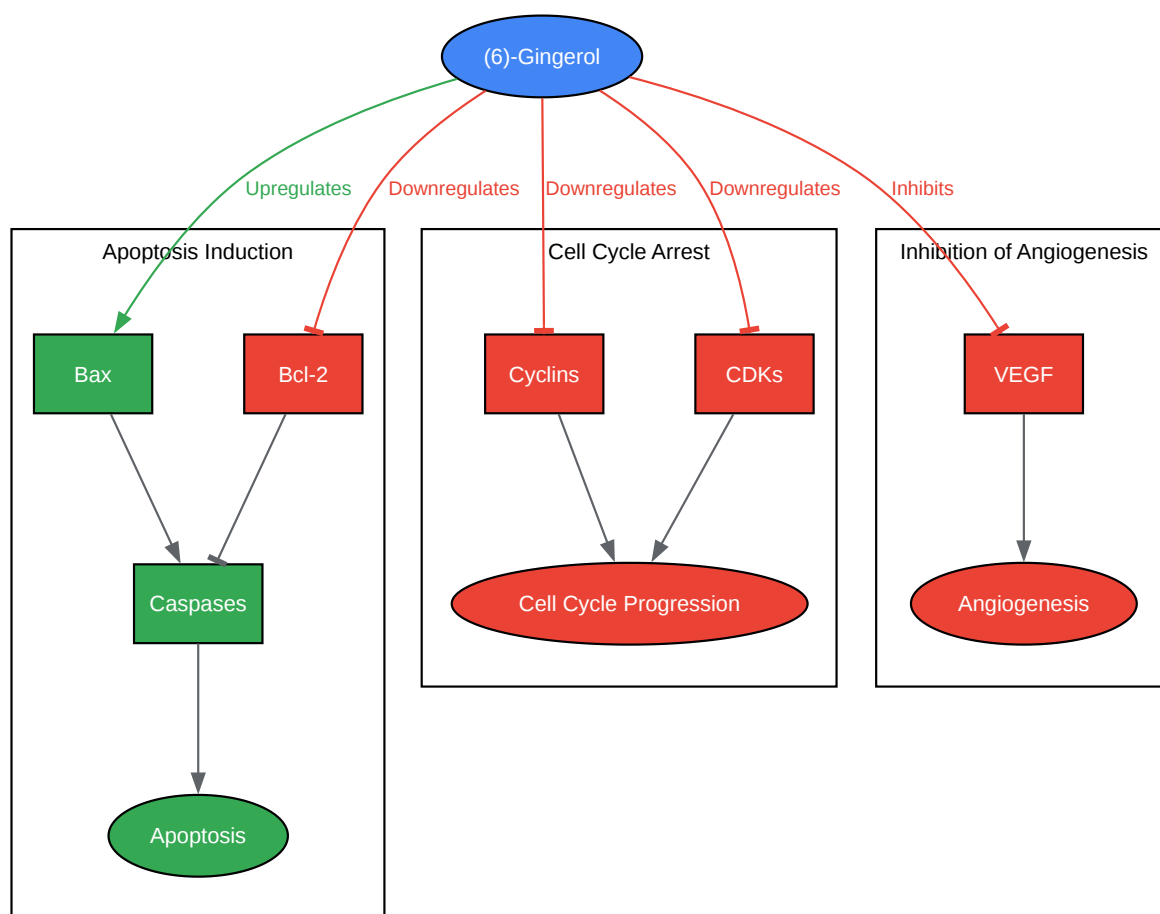 (6)-Gingerol
Upregulates
Downregulates
Downregulates
Downregulates
Inhibits
Apoptosis Induction
Cell Cycle Arrest
Inhibition of Angiogenesis
Bax
Bcl-2
Cyclins
CDKs
VEGF
Caspases
Cell Cycle Progression
Angiogenesis
Apoptosis